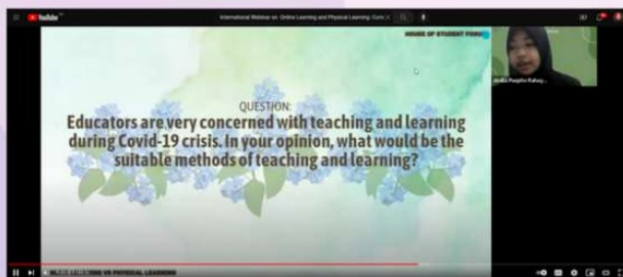 YouTube
International Webinar on Online Learning and Physical Learning
HOUSE OF STUDENT
QUESTION:
Educators are very concerned with teaching and learning
during Covid-19 crisis. In your opinion, what would be the
suitable methods of teaching and learning?
VS PHYSICAL LEARNING